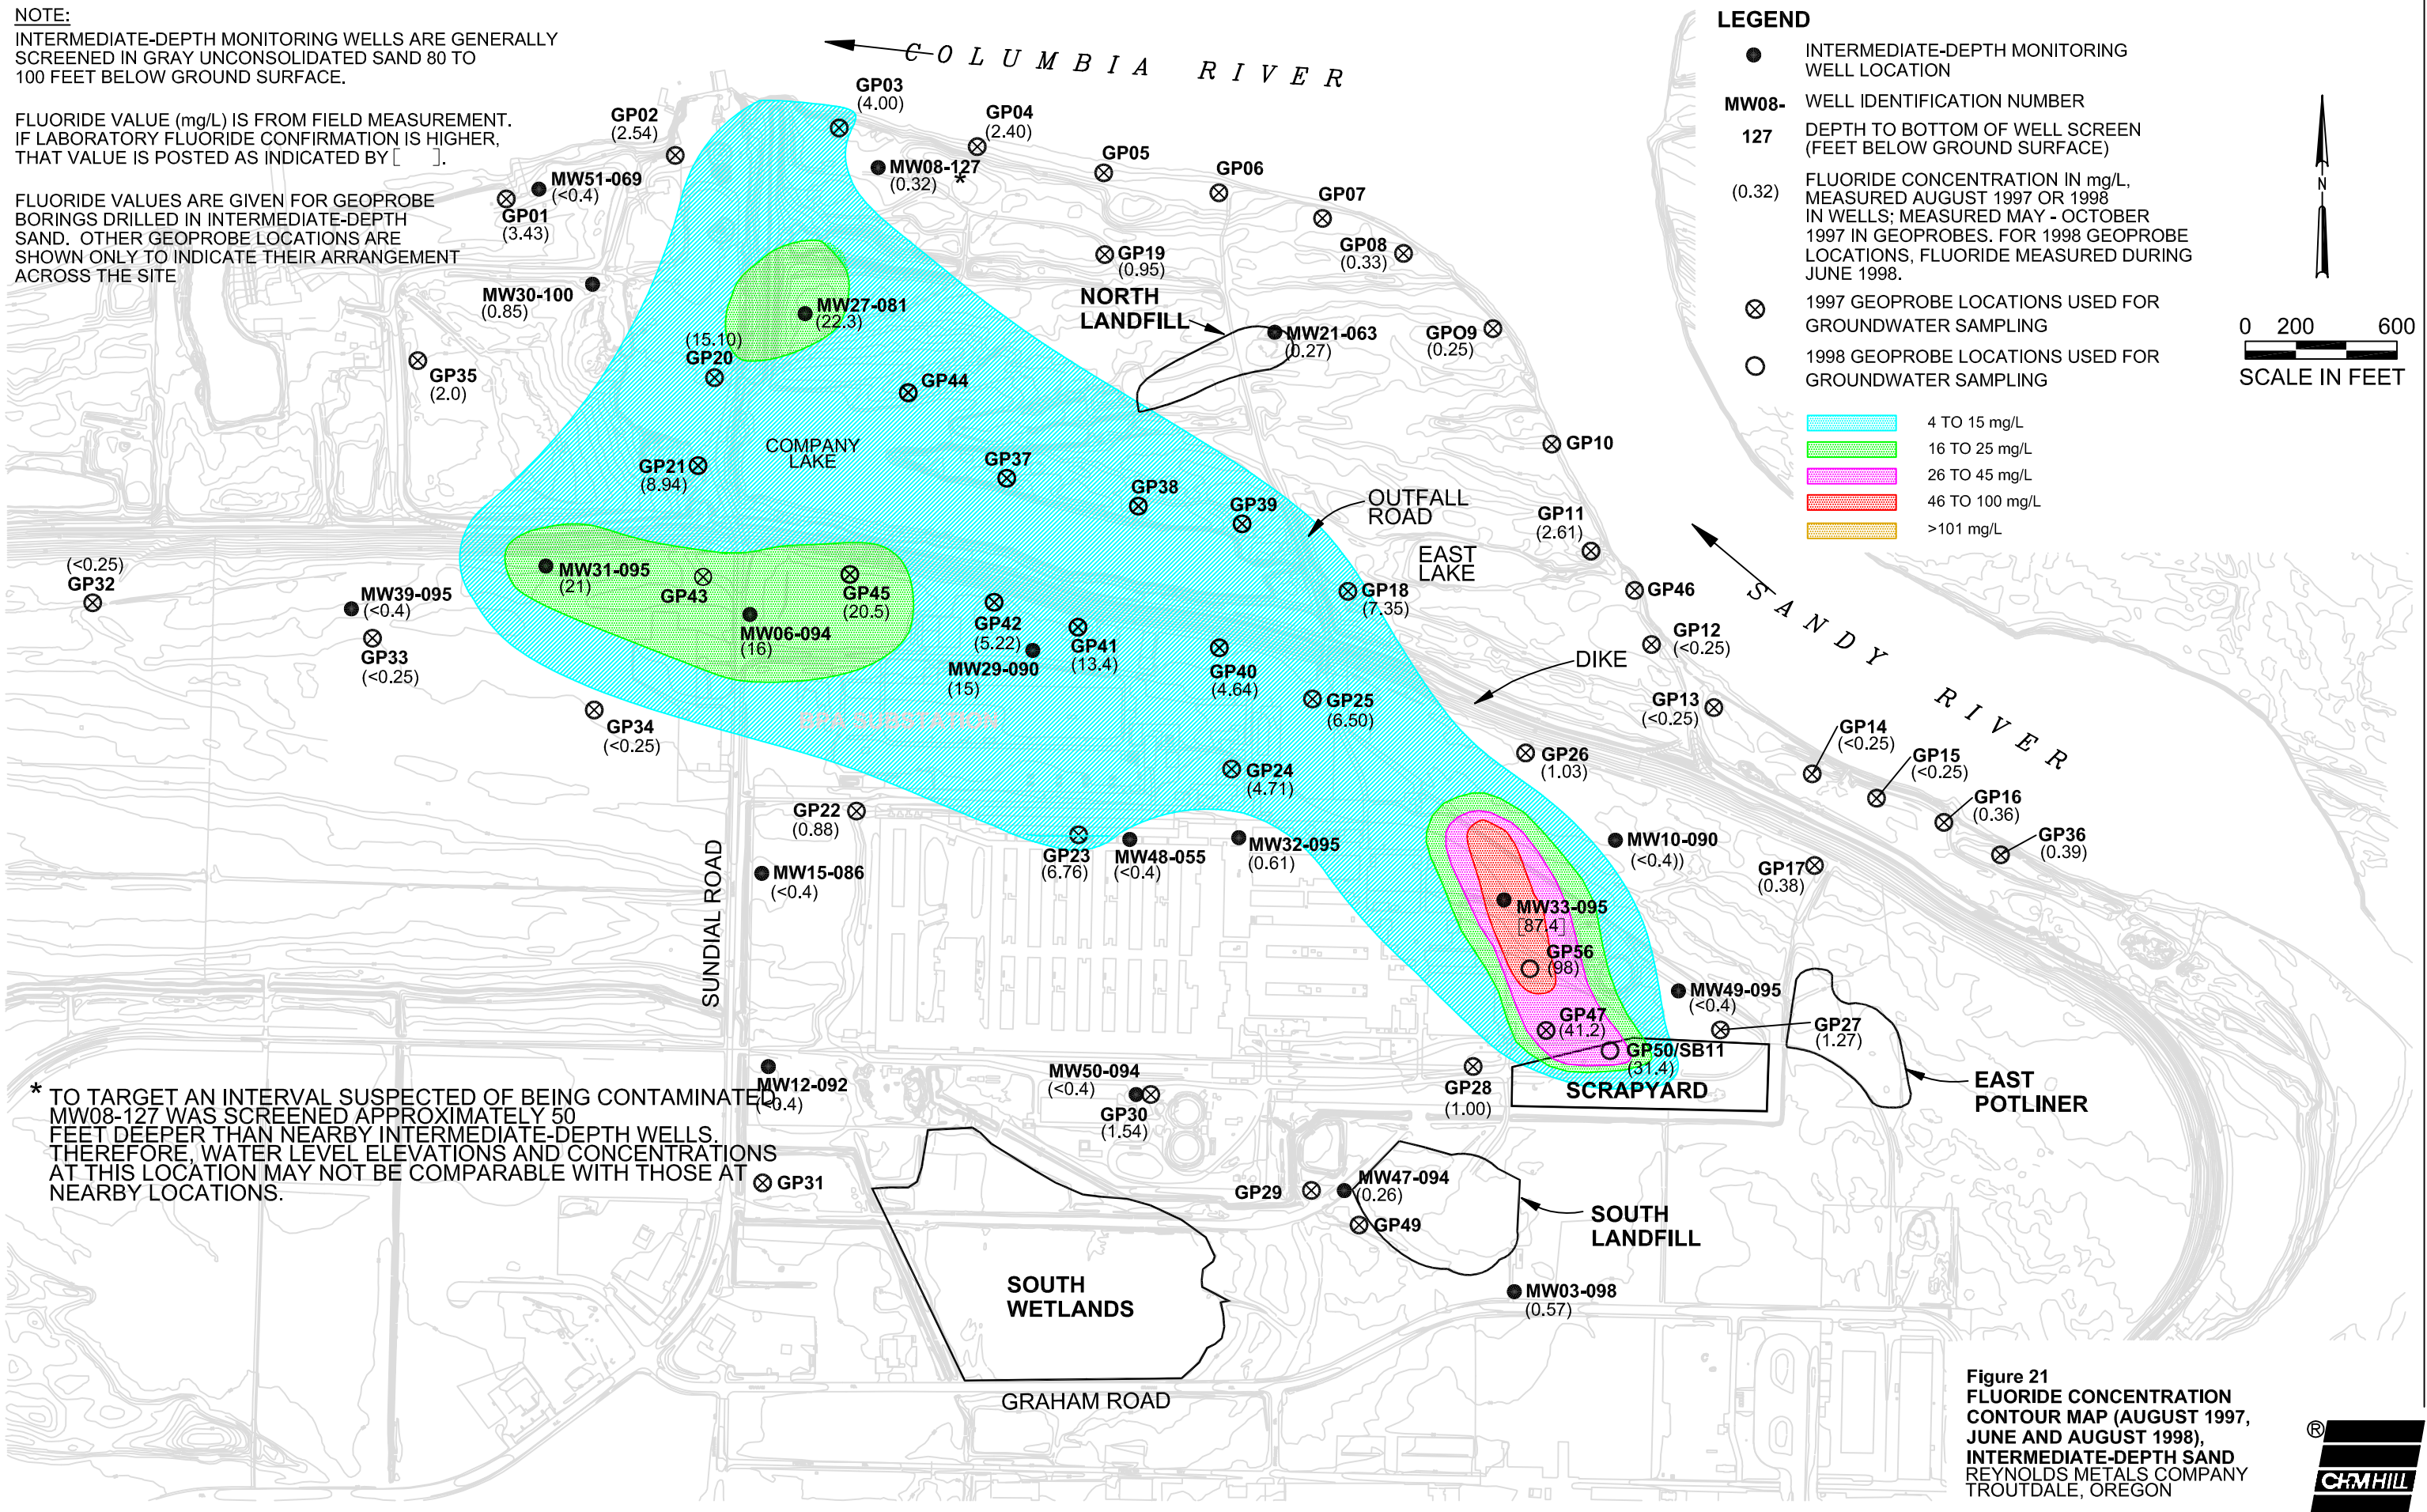 NOTE:
INTERMEDIATE-DEPTH MONITORING WELLS ARE GENERALLY
SCREENED IN GRAY UNCONSOLIDATED SAND 80 TO
100 FEET BELOW GROUND SURFACE.
FLUORIDE VALUE (mg/L) IS FROM FIELD MEASUREMENT.
IF LABORATORY FLUORIDE CONFIRMATION IS HIGHER,
THAT VALUE IS POSTED AS INDICATED BY [ ].
FLUORIDE VALUES ARE GIVEN FOR GEOPROBE
BORINGS DRILLED IN INTERMEDIATE-DEPTH
SAND. OTHER GEOPROBE LOCATIONS ARE
SHOWN ONLY TO INDICATE THEIR ARRANGEMENT
ACROSS THE SITE
COLUMBIA RIVER
LEGEND
INTERMEDIATE-DEPTH MONITORING
WELL LOCATION
MW08- WELL IDENTIFICATION NUMBER
127 DEPTH TO BOTTOM OF WELL SCREEN
(FEET BELOW GROUND SURFACE)
(0.32) FLUORIDE CONCENTRATION IN mg/L,
MEASURED AUGUST 1997 OR 1998
IN WELLS; MEASURED MAY - OCTOBER
1997 IN GEOPROBES. FOR 1998 GEOPROBE
LOCATIONS, FLUORIDE MEASURED DURING
JUNE 1998.
1997 GEOPROBE LOCATIONS USED FOR
GROUNDWATER SAMPLING
1998 GEOPROBE LOCATIONS USED FOR
GROUNDWATER SAMPLING
4 TO 15 mg/L
16 TO 25 mg/L
26 TO 45 mg/L
46 TO 100 mg/L
>101 mg/L
N
0 200 600
SCALE IN FEET
GP03
(4.00)
GP02
(2.54)
GP04
(2.40)
MW08-127
(0.32) *
GP05
GP06
GP07
MW51-069
(<0.4)
GP01
(3.43)
GP19
(0.95)
GP08
(0.33)
MW30-100
(0.85)
MW27-081
(22.3)
NORTH
LANDFILL
MW21-063
(0.27)
GPO9
(0.25)
(15.10)
GP20
GP35
(2.0)
GP44
COMPANY
LAKE
GP21
(8.94)
GP37
GP38
GP39
GP10
OUTFALL
ROAD
GP11
(2.61)
EAST
LAKE
(<0.25)
GP32
MW39-095
(<0.4)
GP33
(<0.25)
MW31-095
(21)
GP43
GP45
(20.5)
MW06-094
(16)
GP42
(5.22)
MW29-090
(15)
GP41
(13.4)
GP18
(7.35)
GP46
SANDY RIVER
GP12
(<0.25)
GP40
(4.64)
DIKE
GP25
(6.50)
GP13
(<0.25)
GP34
(<0.25)
BPA SUBSTATION
GP14
(<0.25)
GP15
(<0.25)
GP26
(1.03)
GP24
(4.71)
GP16
(0.36)
GP36
(0.39)
GP22
(0.88)
GP23
(6.76)
MW48-055
(<0.4)
MW32-095
(0.61)
MW10-090
(<0.4))
GP17
(0.38)
MW15-086
(<0.4)
SUNDIAL ROAD
MW33-095
[87.4]
GP56
(98)
MW49-095
(<0.4)
GP47
(41.2)
GP27
(1.27)
GP50/SB11
(31.4)
SCRAPYARD
EAST
POTLINER
MW12-092
(<0.4)
MW50-094
(<0.4)
GP30
(1.54)
GP28
(1.00)
* TO TARGET AN INTERVAL SUSPECTED OF BEING CONTAMINATED,
MW08-127 WAS SCREENED APPROXIMATELY 50
FEET DEEPER THAN NEARBY INTERMEDIATE-DEPTH WELLS.
THEREFORE, WATER LEVEL ELEVATIONS AND CONCENTRATIONS
AT THIS LOCATION MAY NOT BE COMPARABLE WITH THOSE AT
NEARBY LOCATIONS.
GP31
GP29
MW47-094
(0.26)
GP49
SOUTH
LANDFILL
SOUTH
WETLANDS
MW03-098
(0.57)
GRAHAM ROAD
Figure 21
FLUORIDE CONCENTRATION
CONTOUR MAP (AUGUST 1997,
JUNE AND AUGUST 1998),
INTERMEDIATE-DEPTH SAND
REYNOLDS METALS COMPANY
TROUTDALE, OREGON
®
CH2MHILL